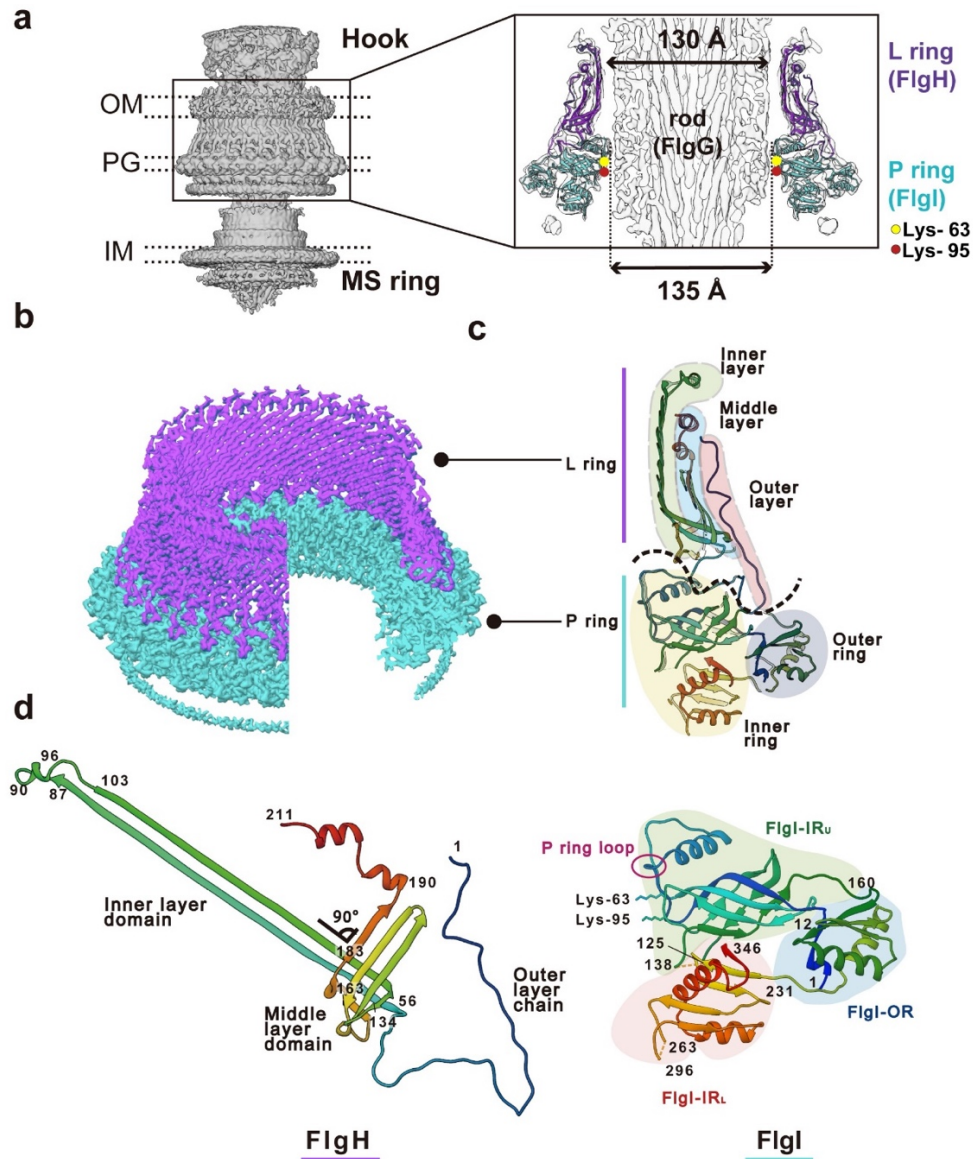 a
Hook
OM
PG
IM
MS ring
130 Å
rod
(FlgG)
135 Å
L ring
(FlgH)
P ring
(FlgI)
Lys- 63
Lys- 95
b
L ring
P ring
c
Inner
layer
Middle
layer
Outer
layer
Outer
ring
Inner
ring
d
96
90
87
103
211
190
1
Inner layer
domain
90°
183
163
56
134
Middle
layer
domain
Outer
layer
chain
FlgH
FlgI-IRU
P ring loop
160
Lys-63
Lys-95
12
125
346
138
1
231
FlgI-OR
263
296
FlgI-IRL
FlgI